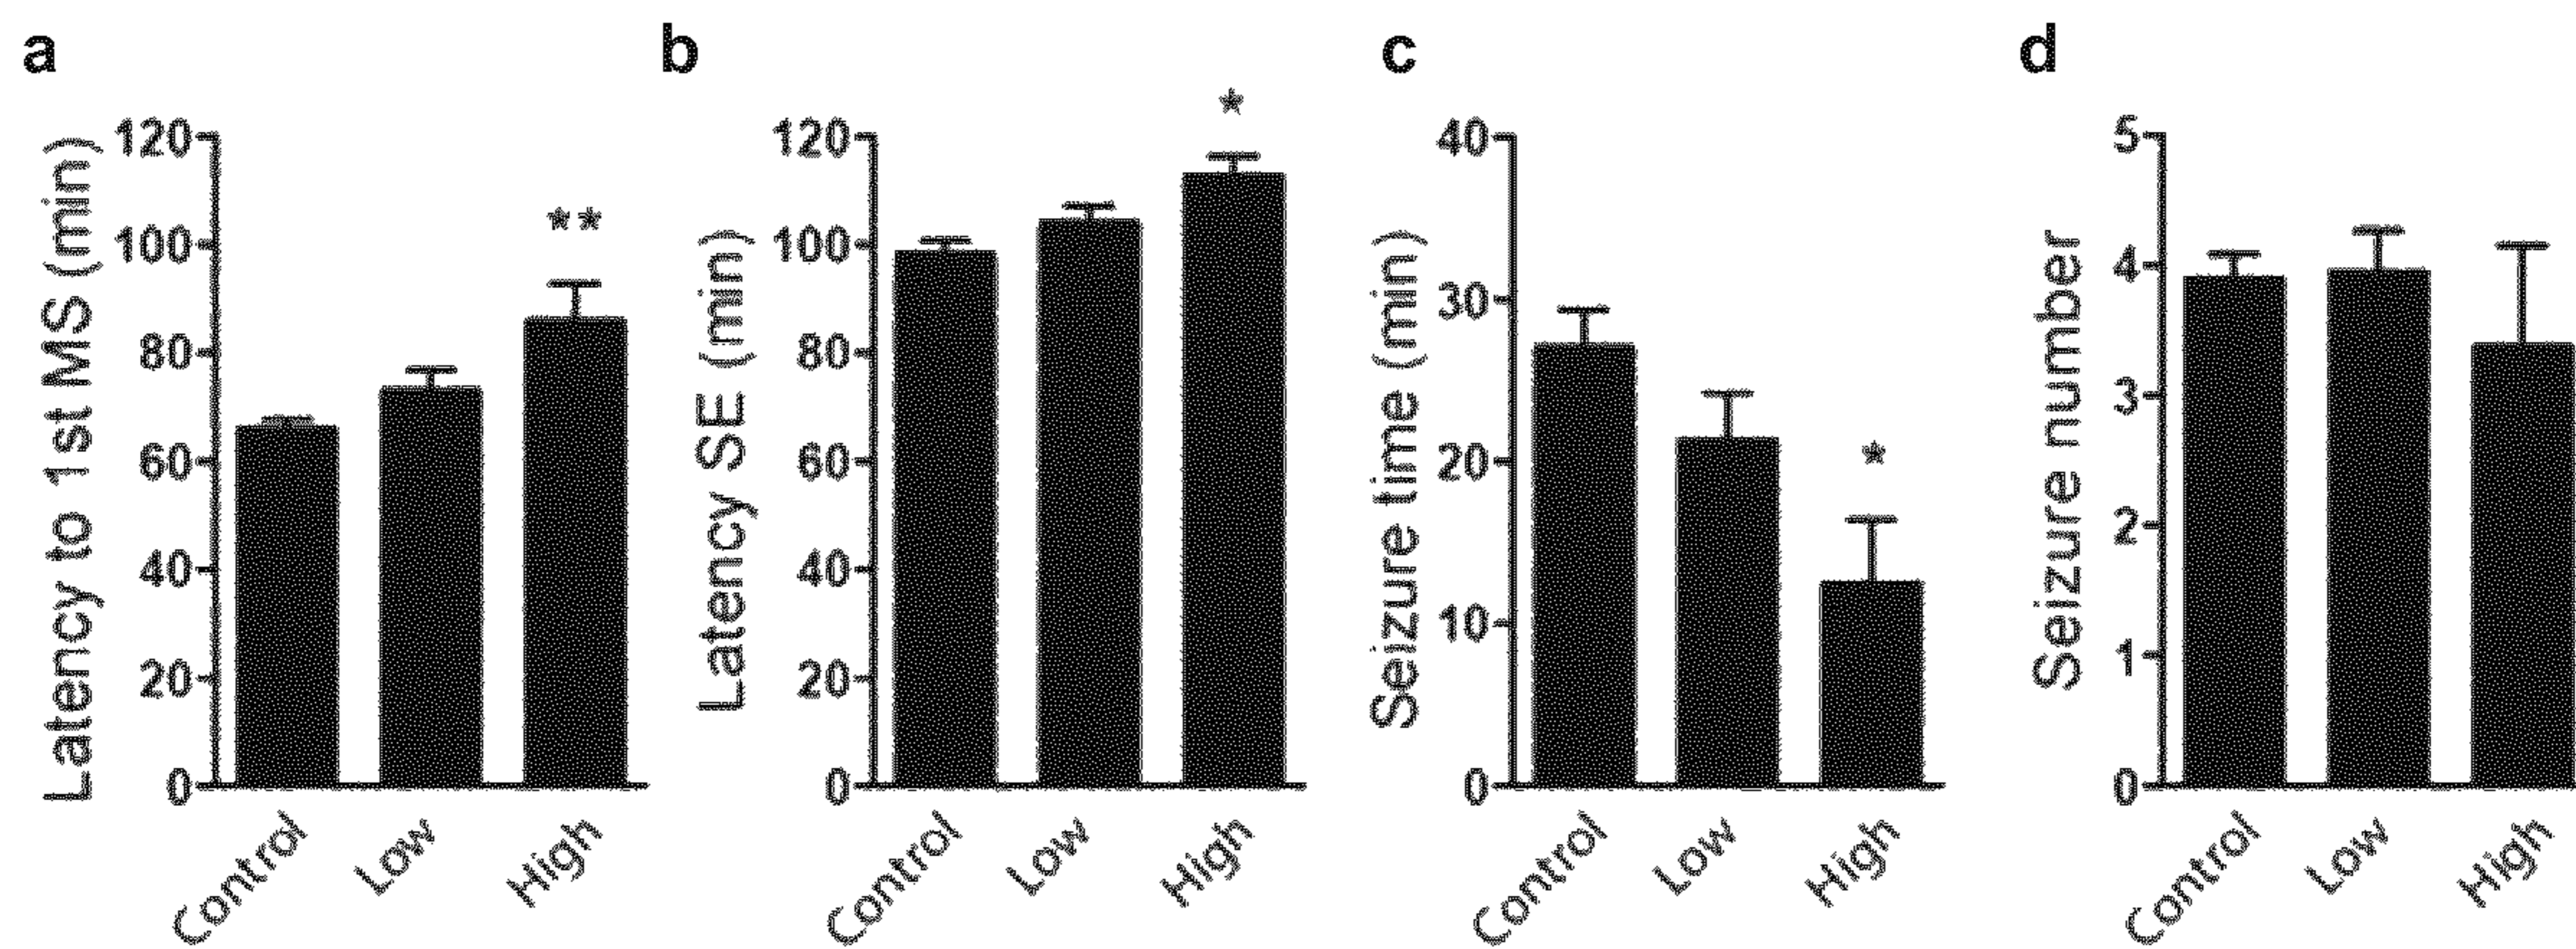 a
Latency to 1st MS (min)
120
100
80
60
40
20
0
**
Control
Low
High
b
Latency SE (min)
120
100
80
60
40
20
0
*
Control
Low
High
c
Seizure time (min)
40
30
20
10
0
*
Control
Low
High
d
Seizure number
5
4
3
2
1
0
Control
Low
High